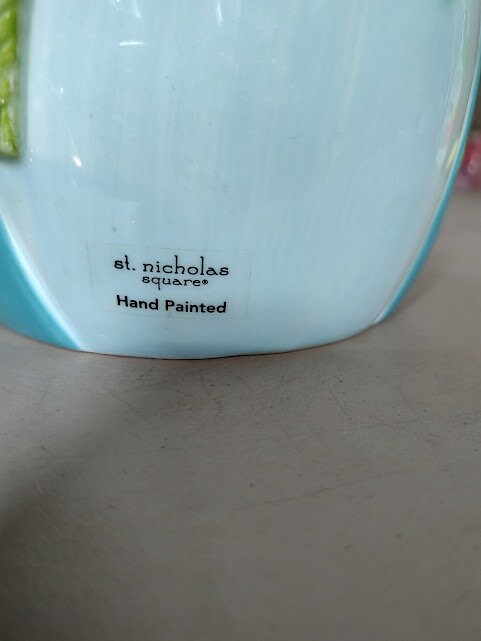 st. nicholas
square®
Hand Painted